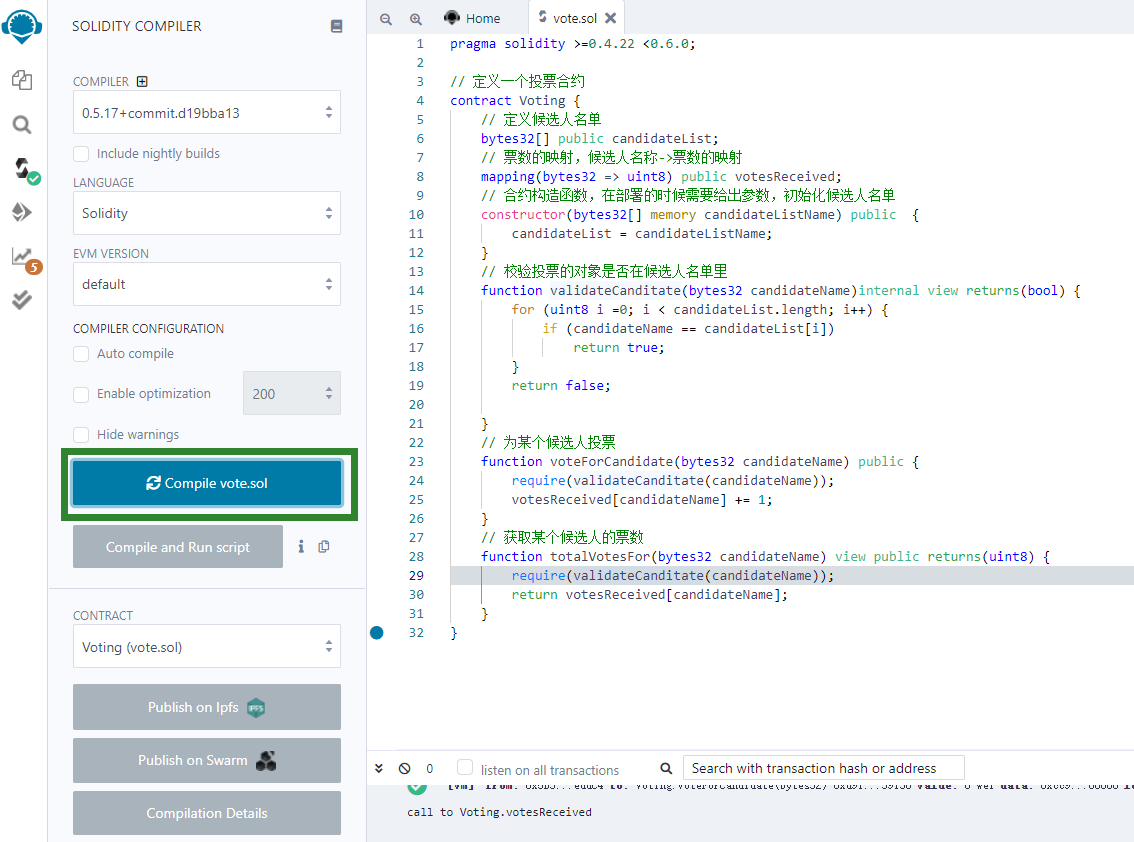 SOLIDITY COMPILER
COMPILER
0.5.17+commit.d19bba13
Include nightly builds
LANGUAGE
Solidity
EVM VERSION
default
COMPILER CONFIGURATION
Auto compile
Enable optimization
200
Hide warnings
Compile vote.sol
Compile and Run script
i
CONTRACT
Voting (vote.sol)
Publish on Ipfs
IPFS
Publish on Swarm
Compilation Details
5
Home
vote.sol
1 pragma solidity >=0.4.22 <0.6.0;
2
3 // 定义一个投票合约
4 contract Voting {
5 // 定义候选人名单
6 bytes32[] public candidateList;
7 // 票数的映射，候选人名称->票数的映射
8 mapping(bytes32 => uint8) public votesReceived;
9 // 合约构造函数，在部署的时候需要给出参数，初始化候选人名单
10 constructor(bytes32[] memory candidateListName) public {
11 candidateList = candidateListName;
12 }
13 // 校验投票的对象是否在候选人名单里
14 function validateCanditate(bytes32 candidateName)internal view returns(bool) {
15 for (uint8 i =0; i < candidateList.length; i++) {
16 if (candidateName == candidateList[i])
17 return true;
18 }
19 return false;
20
21 }
22 // 为某个候选人投票
23 function voteForCandidate(bytes32 candidateName) public {
24 require(validateCanditate(candidateName));
25 votesReceived[candidateName] += 1;
26 }
27 // 获取某个候选人的票数
28 function totalVotesFor(bytes32 candidateName) view public returns(uint8) {
29 require(validateCanditate(candidateName));
30 return votesReceived[candidateName];
31 }
32 }
0
listen on all transactions
Search with transaction hash or address
[vm] from: to: Voting.voteForCandidate(bytes32) value: 0 wei data:
call to Voting.votesReceived